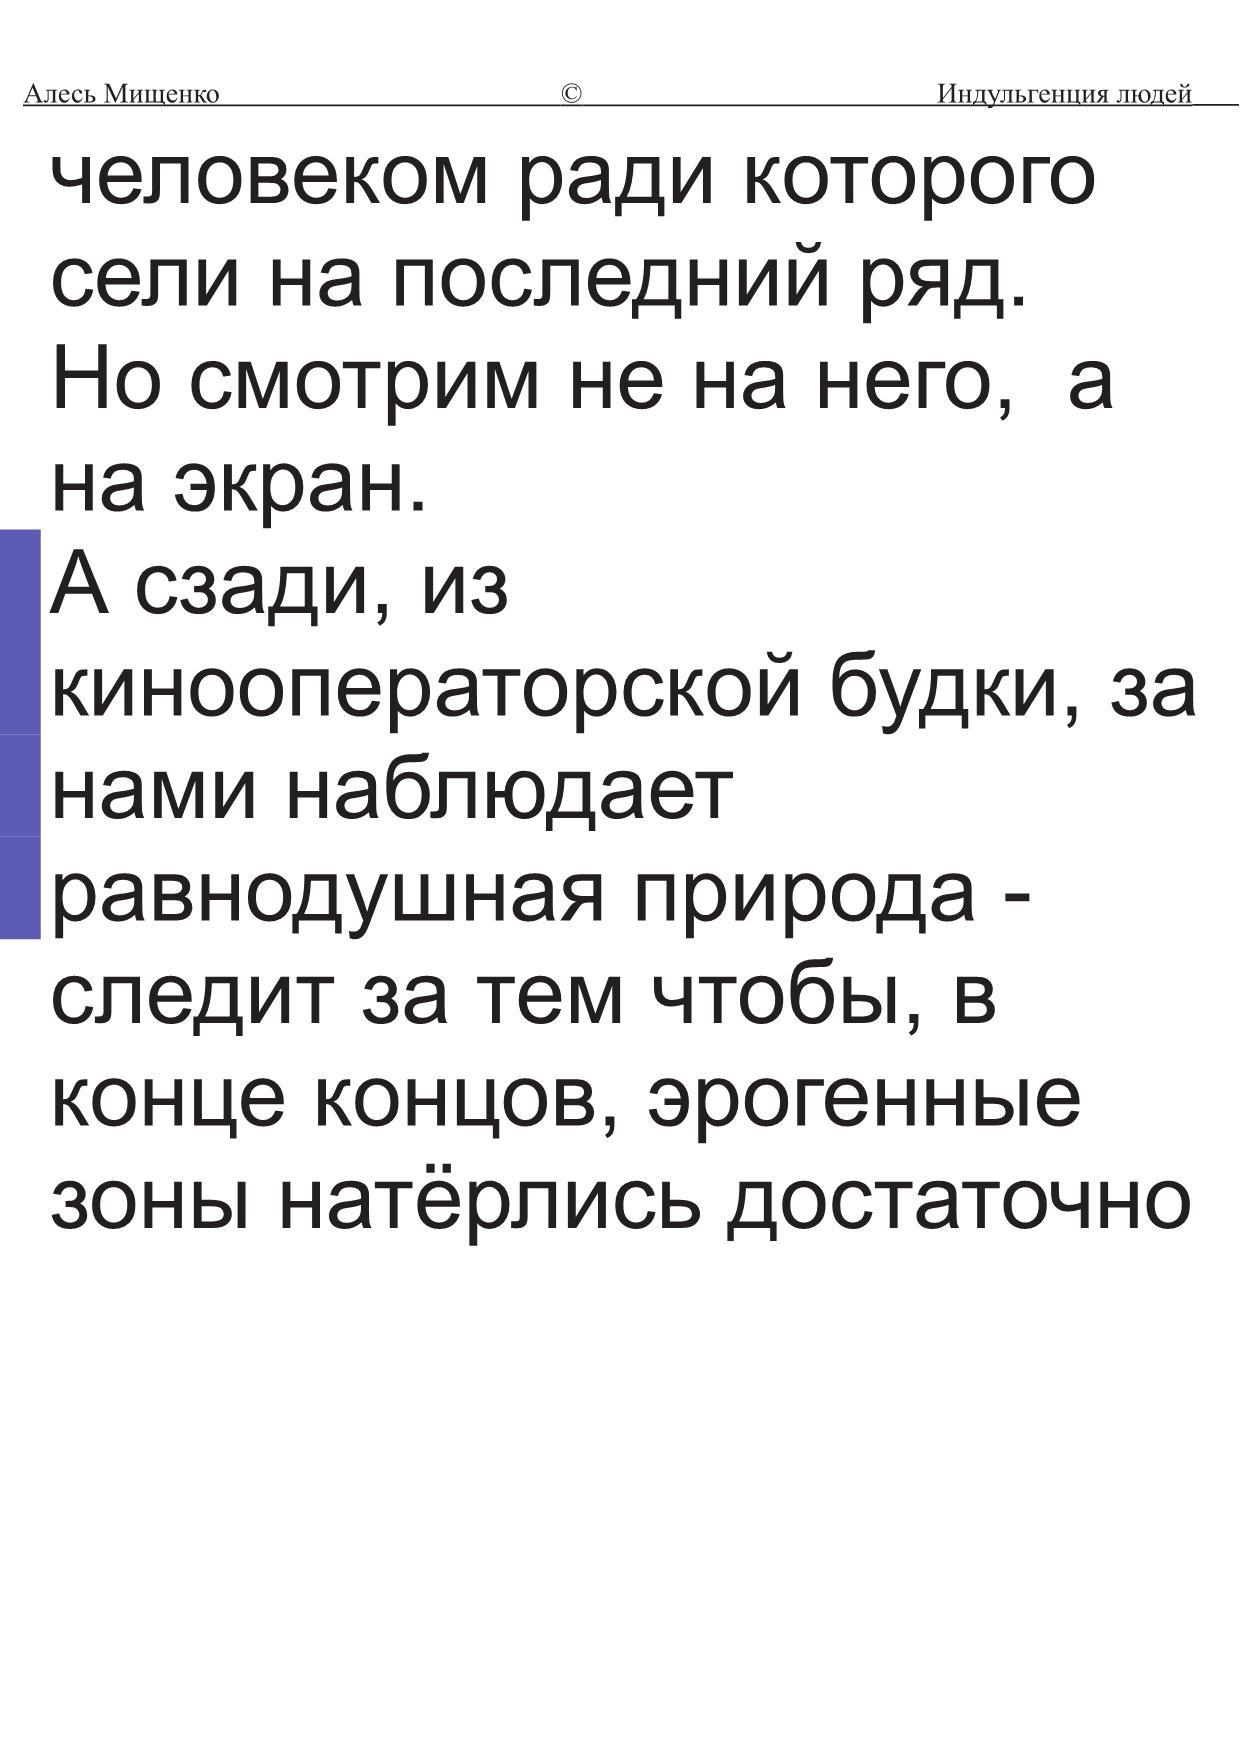 Алесь Мищенко © Индульгенция людей
человеком ради которого
сели на последний ряд.
Но смотрим не на него,  а
на экран.
А сзади, из
кинооператорской будки, за
нами наблюдает
равнодушная природа -
следит за тем чтобы, в
конце концов, эрогенные
зоны натёрлись достаточно